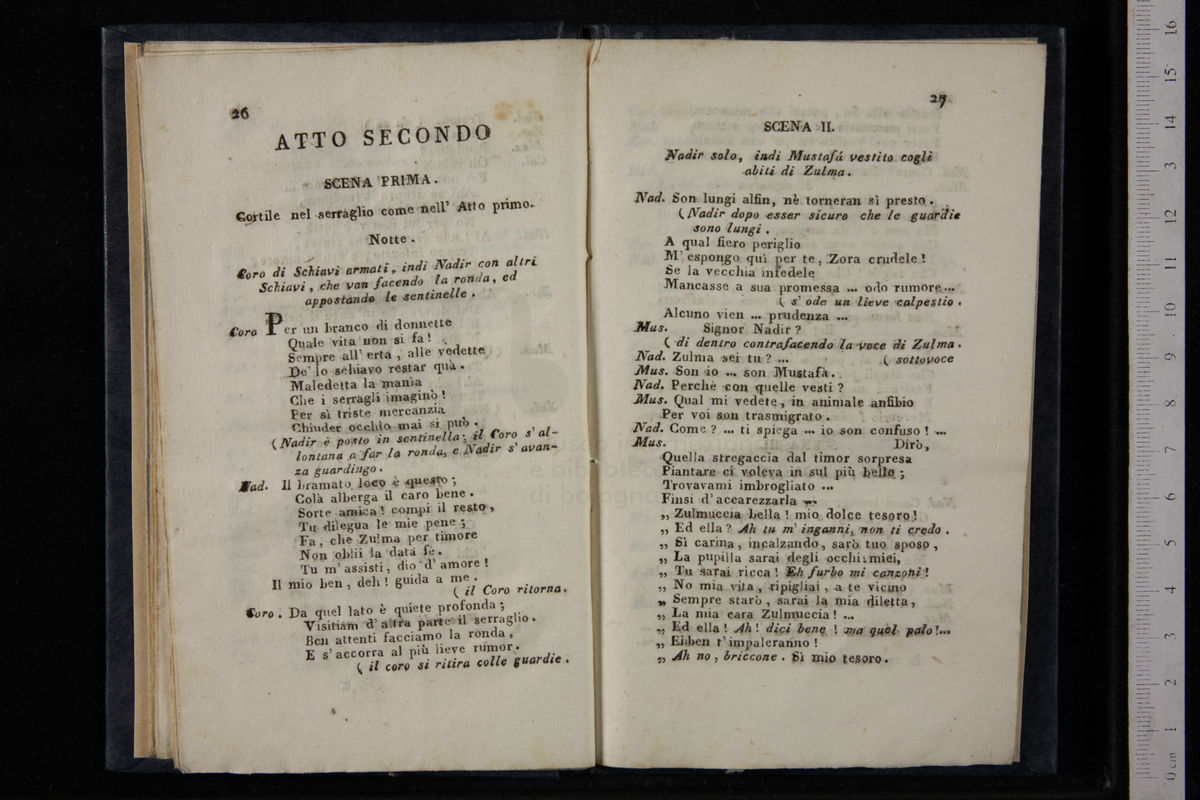 26
ATTO SECONDO
SCENA PRIMA.
Cortile nel serraglio come nell' Atto primo.
Notte.
Coro di Schiavi armati, indi Nadir con altri
Schiavi, che van facendo la ronda, ed
appostando le sentinelle.
Coro Per un branco di donnette
Quale vita non si fa!
Sempre all' erta, alle vedette
De' lo schiavo restar quà.
Maledetta la mania
Che i serragli imaginò!
Per sì triste mercanzia
Chiuder occhio mai si può.
(Nadir è posto in sentinella; il Coro s' al-
lontana a far la ronda, e Nadir s' avan-
za guardingo.
Nad. Il bramato loco è questo;
Colà alberga il caro bene.
Sorte amica! compi il resto,
Tu dilegua le mie pene;
Fa, che Zulma per timore
Non oblii la data fè.
Tu m' assisti, dio d' amore!
Il mio ben, deh! guida a me.
( il Coro ritorna.
Coro. Da quel lato è quiete profonda;
Visitiam d' altra parte il serraglio.
Ben attenti facciamo la ronda,
E s' accorra al più lieve rumor.
( il coro si ritira colle guardie.
27
SCENA II.
Nadir solo, indi Mustafá vestito cogli
abiti di Zulma.
Nad. Son lungi alfin, nè torneran sì presto.
(Nadir dopo esser sicuro che le guardie
sono lungi.
A qual fiero periglio
M' espongo quì per te, Zora crudele!
Se la vecchia infedele
Mancasse a sua promessa ... odo rumore ...
( s' ode un lieve calpestio.
Alcuno vien ... prudenza ...
Mus. Signor Nadir?
( di dentro contrafacendo la voce di Zulma.
Nad. Zulma sei tu? ... ( sottovoce
Mus. Son io ... son Mustafà.
Nad. Perchè con quelle vesti?
Mus. Qual mi vedete, in animale anfibio
Per voi son trasmigrato.
Nad. Come? ... ti spiega ... io son confuso! ...
Mus. Dirò,
Quella stregaccia dal timor sorpresa
Piantare ci voleva in sul più bello;
Trovavami imbrogliato ...
Finsi d' accarezzarla ...
„ Zulmuccia bella! mio dolce tesoro!
„ Ed ella? Ah tu m' inganni, non ti credo.
„ Sì carina, incalzando, sarò tuo sposo,
„ La pupilla sarai degli occhi miei,
„ Tu sarai ricca! Eh furbo mi canzoni!
„ No mia vita, ripigliai, a te vicino
„ Sempre starò, sarai la mia diletta,
„ La mia cara Zulmuccia! ...
„ Ed ella! Ah! dici bene! ma quel palo!...
„ Ebben t' impaleranno!
„ Ah no, briccone. Sì mio tesoro.